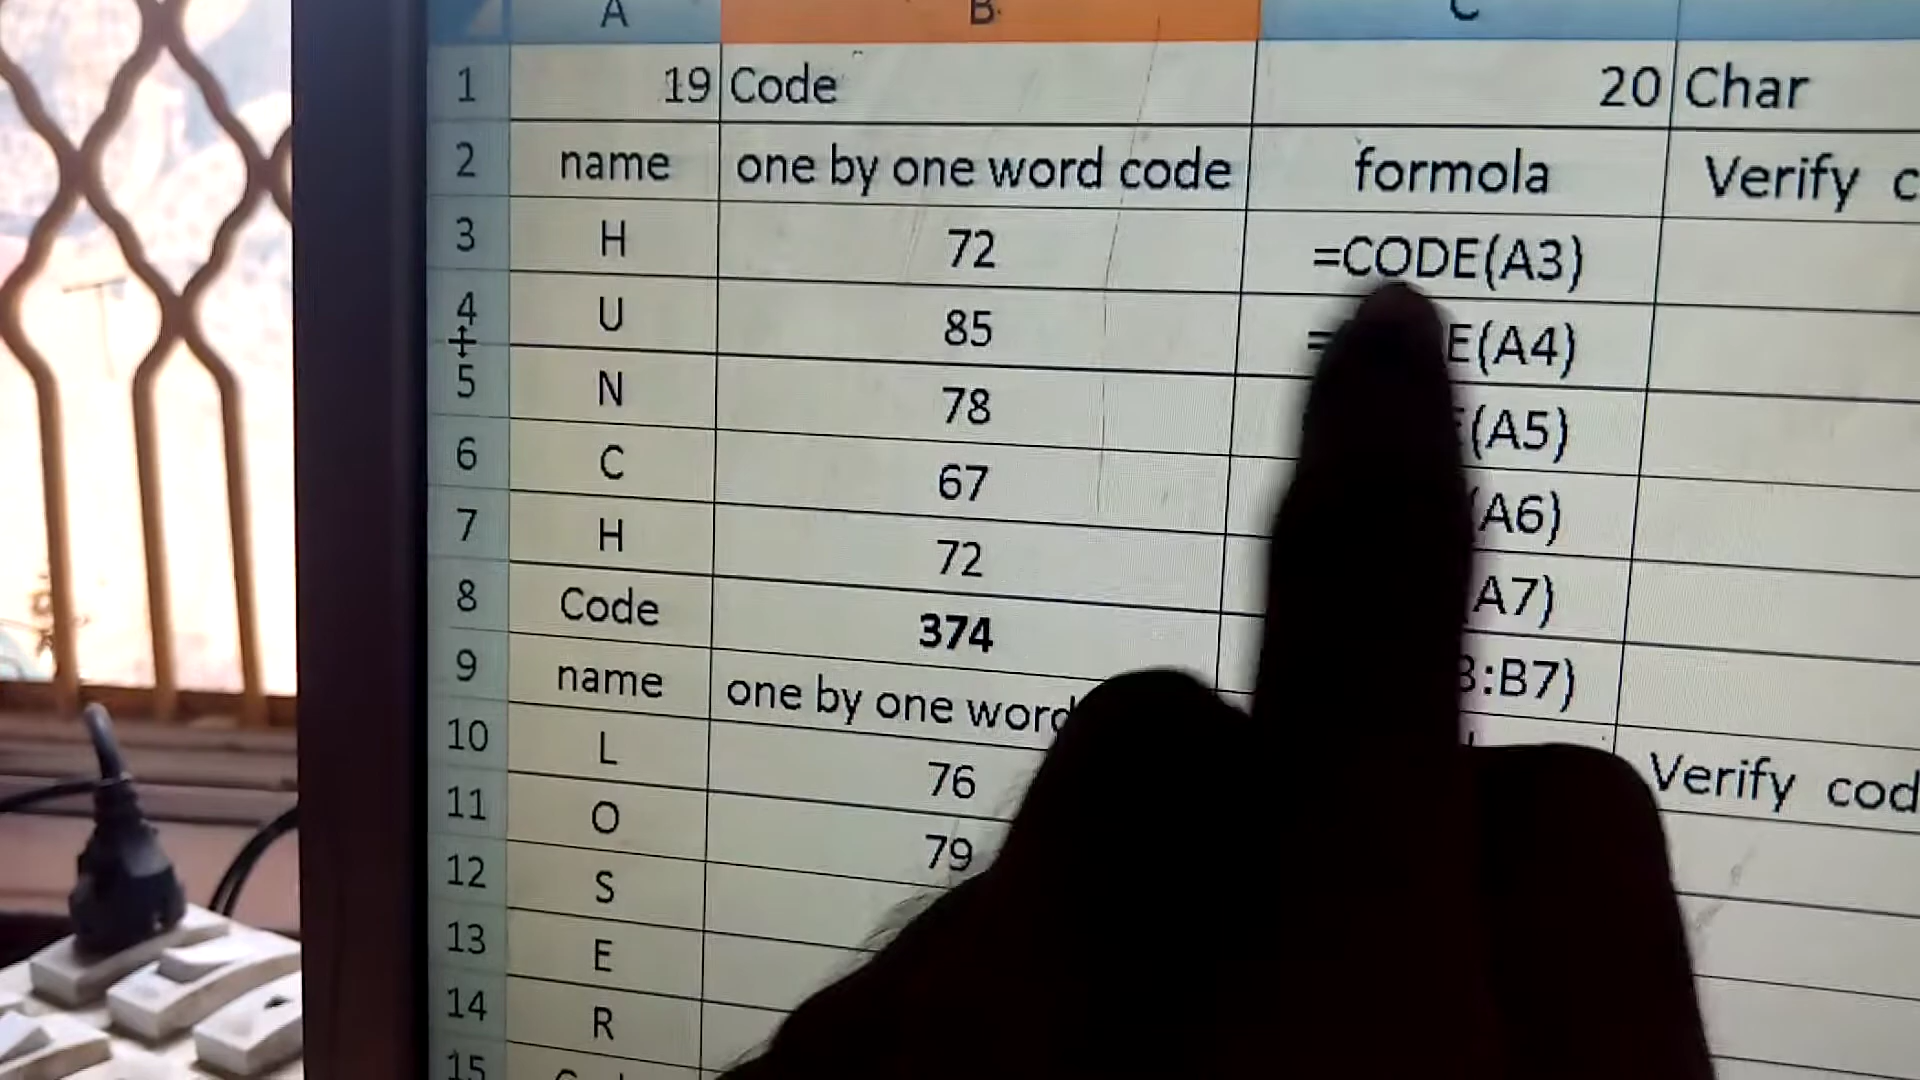 A B C
1 19 Code 20 Char
2 name one by one word code formola Verify
3 H 72 =CODE(A3)
4 U 85 E(A4)
5 N 78 (A5)
6 C 67 (A6)
7 H 72 A7)
8 Code 374 :B7)
9 name one by one word
10 L 76 Verify cod
11 O 79
12 S
13 E
14 R
15